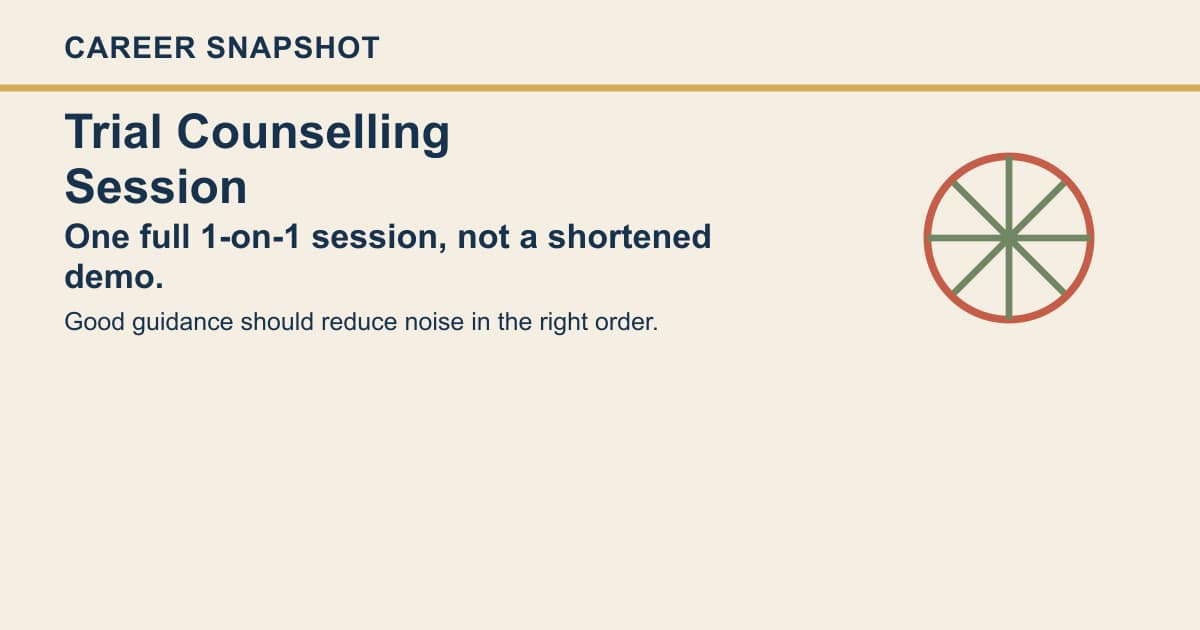 CAREER SNAPSHOT
Trial Counselling
Session
One full 1-on-1 session, not a shortened
demo.
Good guidance should reduce noise in the right order.